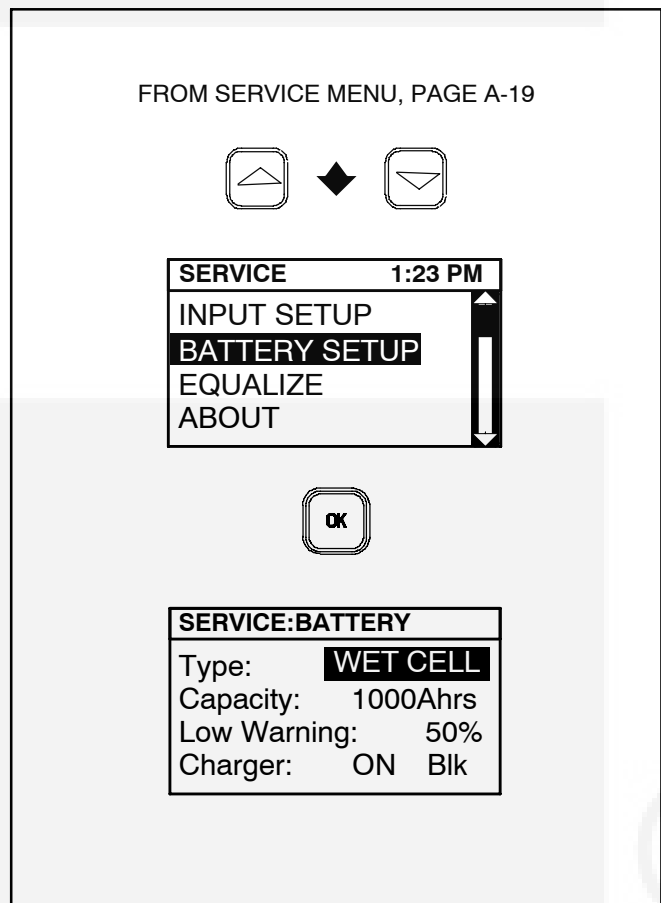 FROM SERVICE MENU, PAGE A-19
SERVICE 1:23 PM
INPUT SETUP
BATTERY SETUP
EQUALIZE
ABOUT
OK
SERVICE:BATTERY
Type: WET CELL
Capacity: 1000Ahrs
Low Warning: 50%
Charger: ON Blk